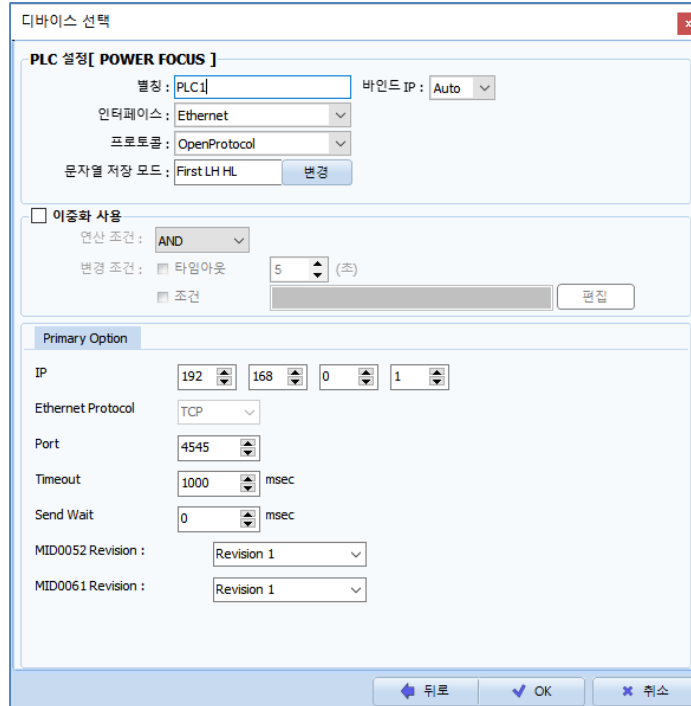 디바이스 선택
PLC 설정[ POWER FOCUS ]
별칭 : PLC1 바인드 IP : Auto
인터페이스 : Ethernet
프로토콜 : OpenProtocol
문자열 저장 모드 : First LH HL 변경
이중화 사용
연산 조건 : AND
변경 조건 : 타임아웃 5 (초)
조건 편집
Primary Option
IP 192 168 0 1
Ethernet Protocol TCP
Port 4545
Timeout 1000 msec
Send Wait 0 msec
MID0052 Revision : Revision 1
MID0061 Revision : Revision 1
뒤로 OK 취소